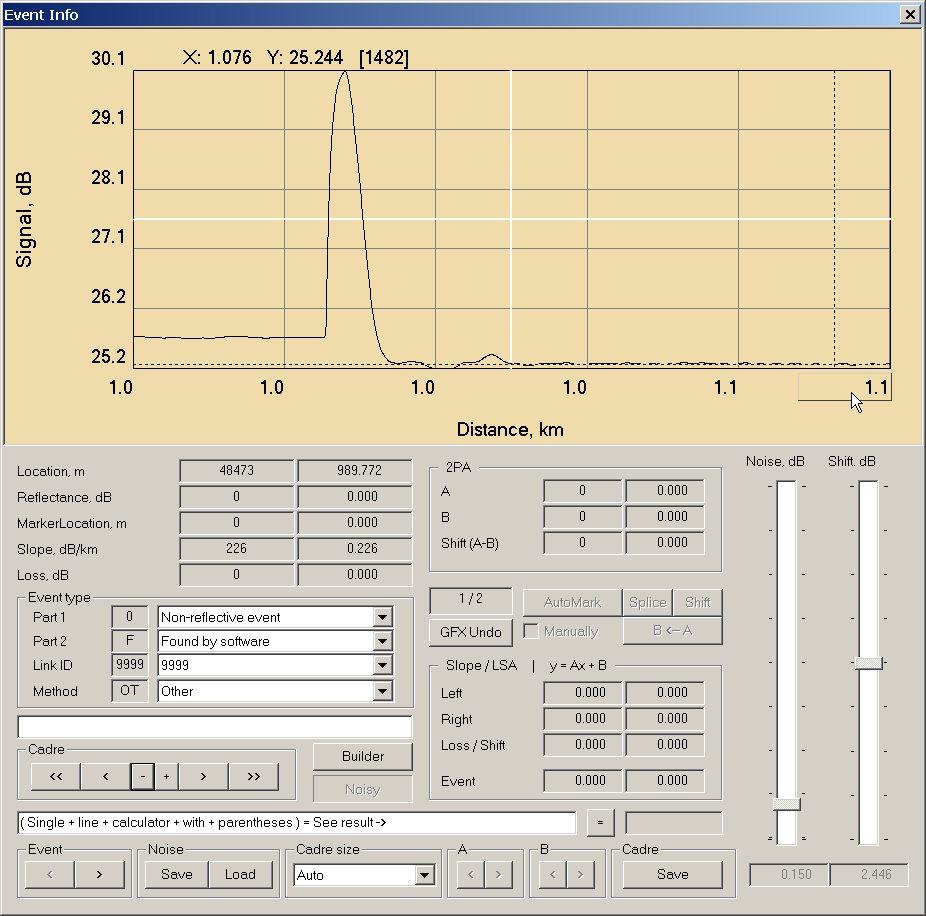 Event Info
30.1 X: 1.076 Y: 25.244 [1482]
29.1
28.1
27.1
26.2
25.2
Signal, dB
1.0 1.0 1.0 1.0 1.1 1.1
Distance, km
Location, m 48473 989.772
Reflectance, dB 0 0.000
MarkerLocation, m 0 0.000
Slope, dB/km 226 0.226
Loss, dB 0 0.000
Event type
Part 1 0 Non-reflective event
Part 2 F Found by software
Link ID 9999 9999
Method OT Other
Cadre
<< < - + > >>
Builder
Noisy
2PA
A 0 0.000
B 0 0.000
Shift (A-B) 0 0.000
1 / 2 AutoMark Splice Shift
GFX Undo Manually B <-- A
Slope / LSA | y = Ax + B
Left 0.000 0.000
Right 0.000 0.000
Loss / Shift 0.000 0.000
Event 0.000 0.000
Noise, dB Shift. dB
0.150 2.446
( Single + line + calculator + with + parentheses ) = See result -> =
Event
< >
Noise
Save Load
Cadre size
Auto
A
< >
B
< >
Cadre
Save